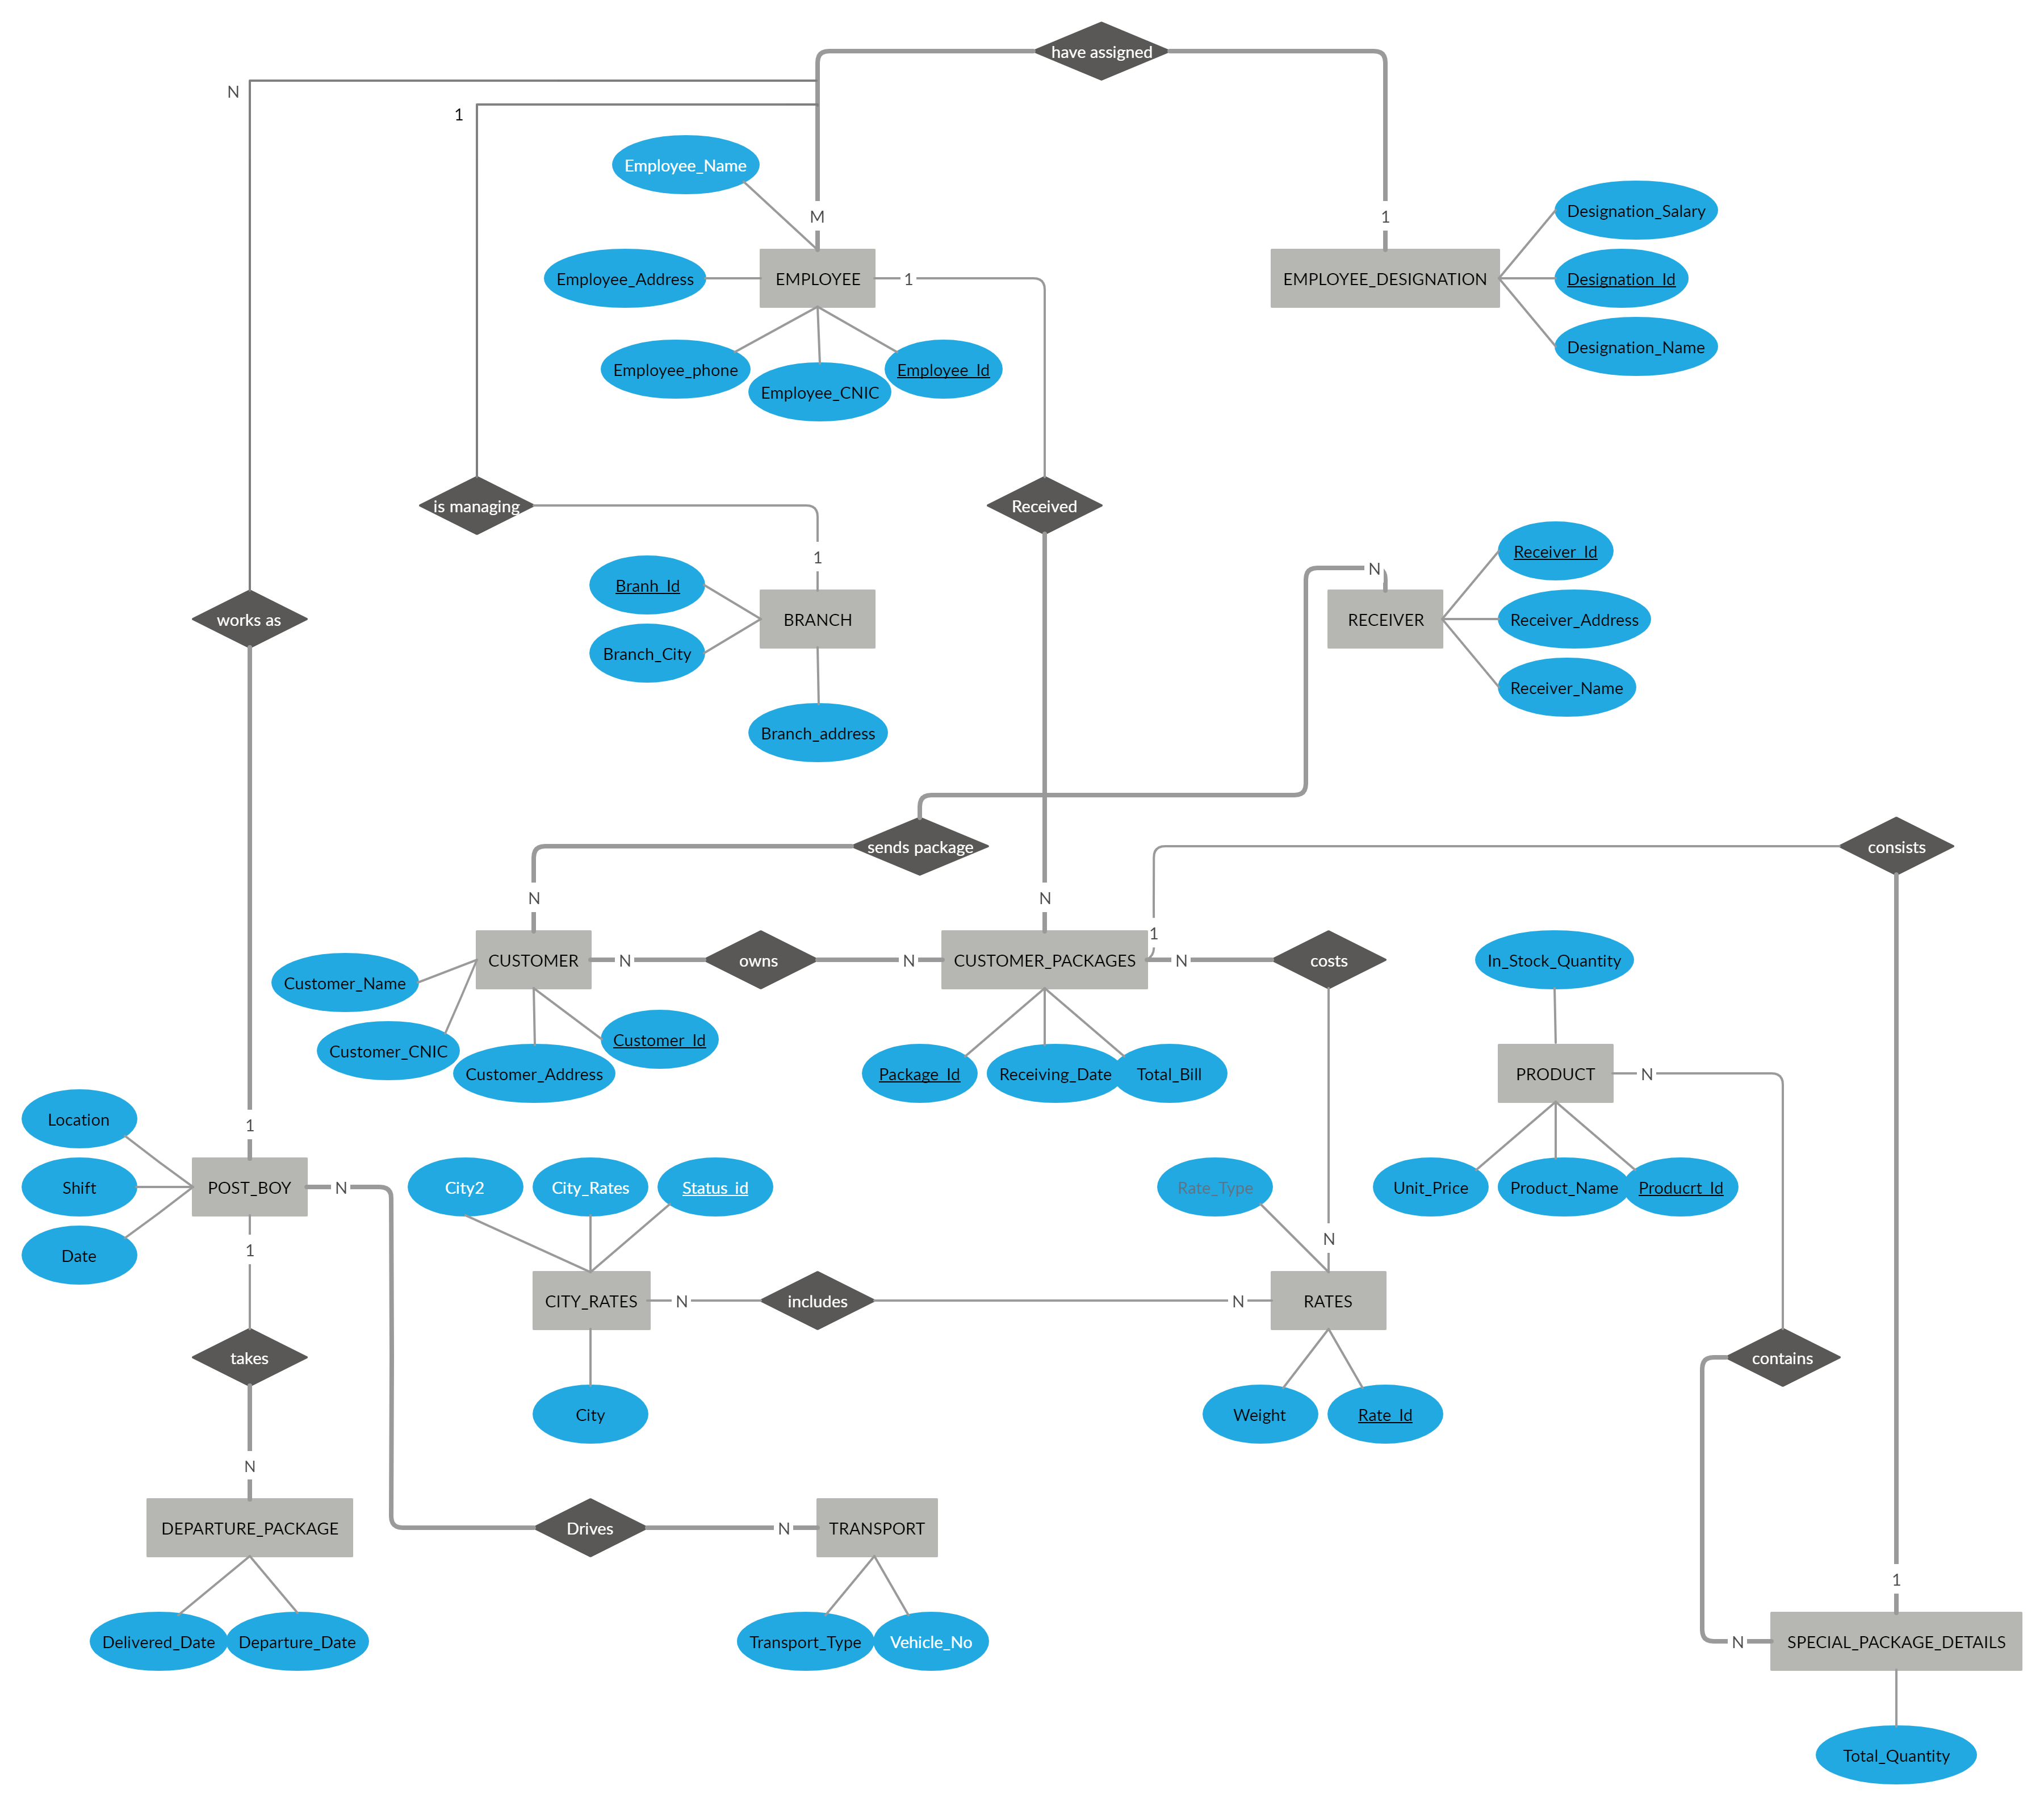 have assigned
N
1
Employee_Name
M
1
Designation_Salary
Employee_Address
EMPLOYEE
1
EMPLOYEE_DESIGNATION
Designation_Id
Employee_phone
Employee_CNIC
Employee_Id
Designation_Name
is managing
Received
1
Receiver_Id
N
Branh_Id
works as
BRANCH
RECEIVER
Receiver_Address
Branch_City
Receiver_Name
Branch_address
sends package
consists
N
N
1
CUSTOMER
N
owns
N
CUSTOMER_PACKAGES
N
costs
In_Stock_Quantity
Customer_Name
Customer_CNIC
Customer_Address
Customer_Id
Package_Id
Receiving_Date
Total_Bill
PRODUCT
N
Location
1
Shift
POST_BOY
N
City2
City_Rates
Status_id
Rate_Type
Unit_Price
Product_Name
Producrt_Id
Date
1
N
CITY_RATES
N
includes
N
RATES
takes
contains
City
Weight
Rate_Id
N
DEPARTURE_PACKAGE
Drives
N
TRANSPORT
1
Delivered_Date
Departure_Date
Transport_Type
Vehicle_No
N
SPECIAL_PACKAGE_DETAILS
Total_Quantity